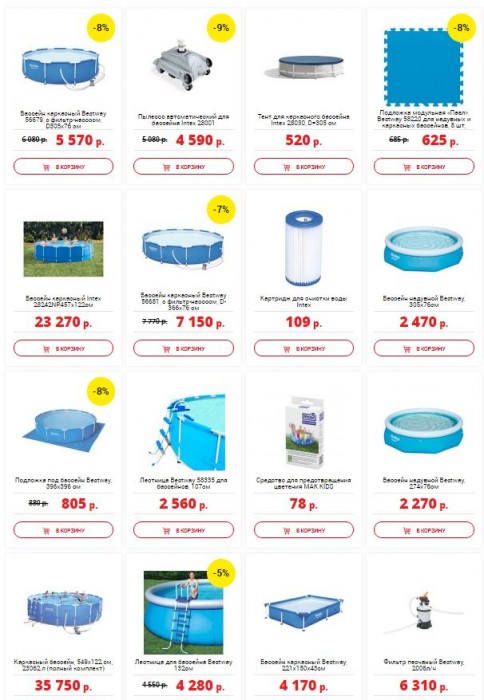 -8%
Бассейн каркасный Bestway
56679 с фильтр-насосом,
D305х76 см
6 080 р. 5 570 р.
В КОРЗИНУ
-9%
Пылесос автоматический для
бассейна Intex 28001
5 080 р. 4 590 р.
В КОРЗИНУ
Тент для каркасного бассейна
Intex 28030, D=305 см
520 р.
В КОРЗИНУ
-8%
Подложка модульная «Пазл»
Bestway 58220 для надувных и
каркасных бассейнов, 8 шт,
685 р. 625 р.
В КОРЗИНУ
Бассейн каркасный Intex
28242NP457х122см
23 270 р.
В КОРЗИНУ
-7%
Бассейн каркасный Bestway
56681 с фильтр-насосом, D-
366х76 см
7 770 р. 7 150 р.
В КОРЗИНУ
Картридж для очистки воды
Intex
109 р.
В КОРЗИНУ
Бассейн надувной Bestway,
305х76см
2 470 р.
В КОРЗИНУ
-8%
Подложка под бассейн Bestway,
396х396 см
880 р. 805 р.
В КОРЗИНУ
Лестница Bestway 58335 для
бассейнов, 107см
2 560 р.
В КОРЗИНУ
Средство для предотвращения
цветения МАК KIDS
78 р.
В КОРЗИНУ
Бассейн надувной Bestway,
274х76см
2 270 р.
В КОРЗИНУ
Каркасный бассейн, 549х122 см,
23062 л (полный комплект)
35 750 р.
-5%
Лестница для бассейна Bestway
132см
4 550 р. 4 280 р.
Бассейн каркасный Bestway,
221х150х43см
4 170 р.
Фильтр песочный Bestway,
2006л/ч
6 310 р.